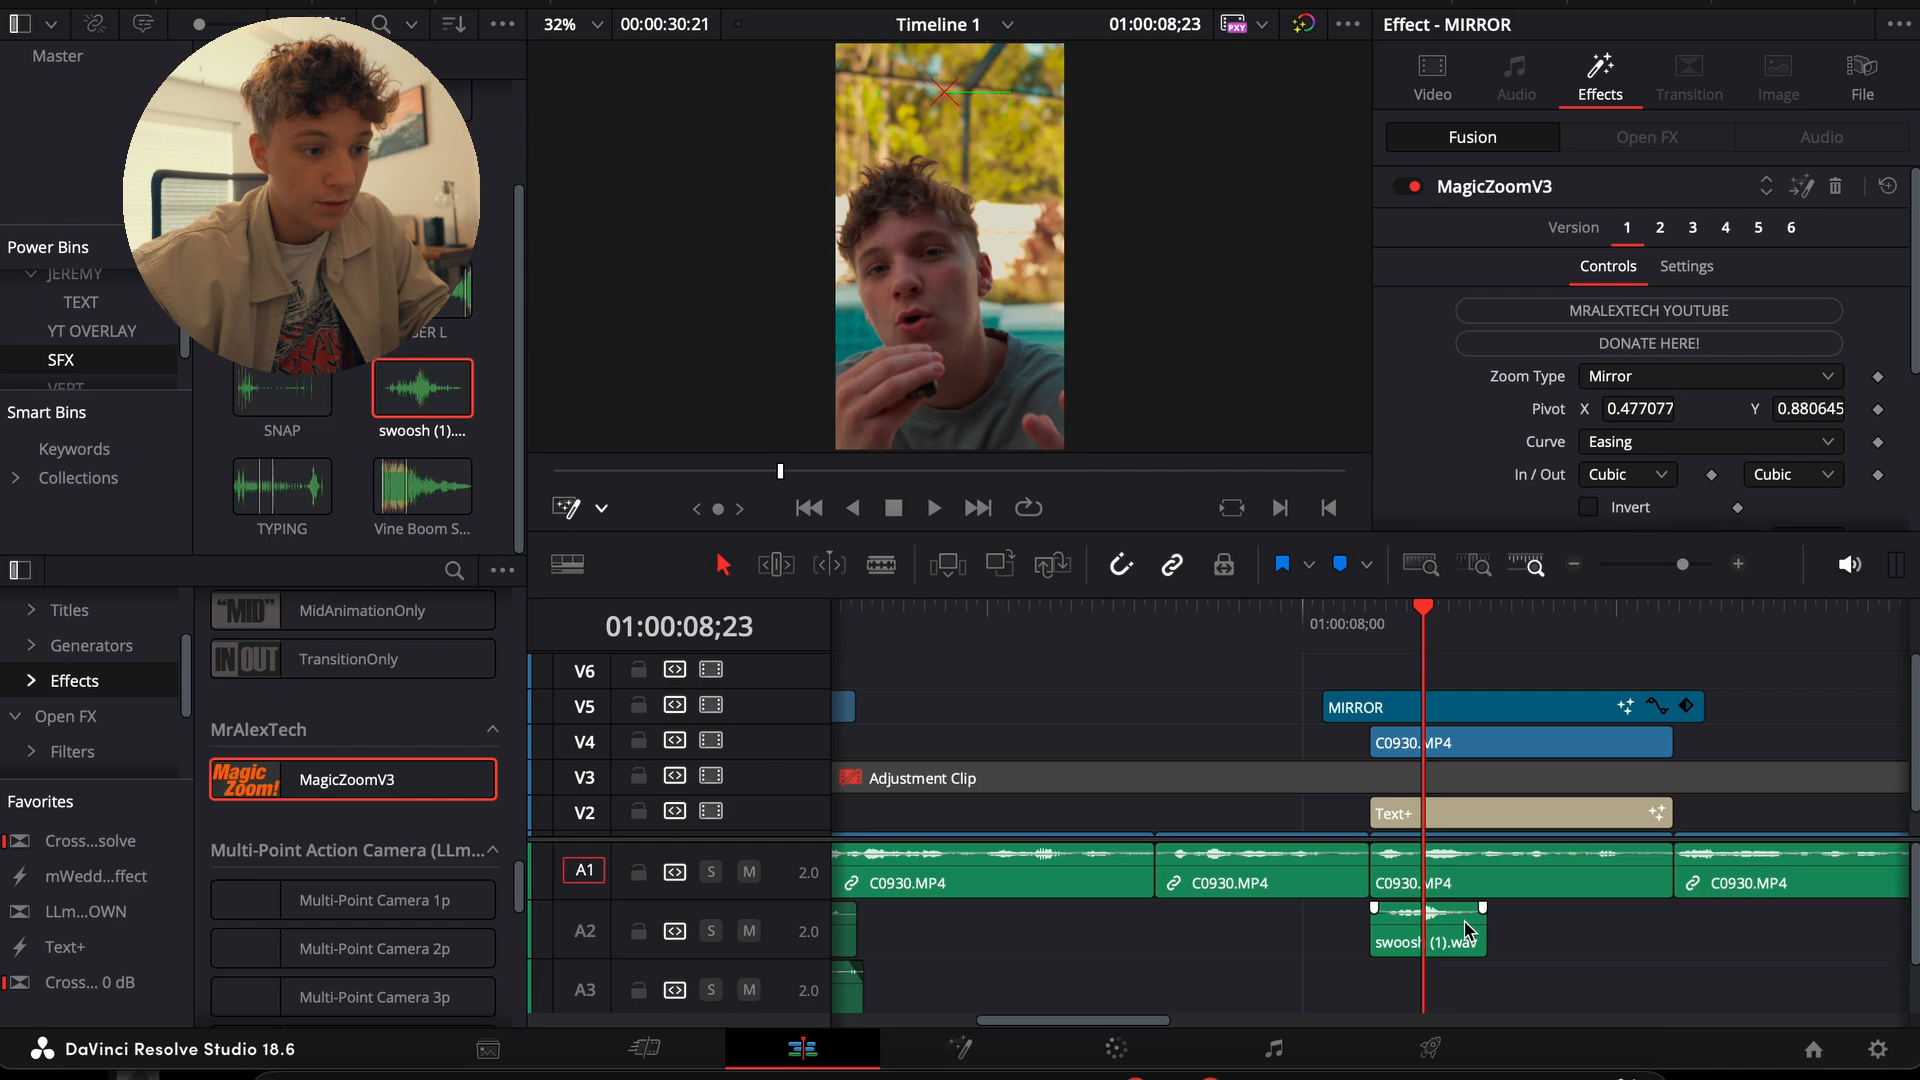 32%
00:00:30:21
Timeline 1
01:00:08;23
PXY
Effect - MIRROR
Master
Video
Audio
Effects
Transition
Image
File
Fusion
Open FX
Audio
MagicZoomV3
Version 1 2 3 4 5 6
Controls
Settings
MRALEXTECH YOUTUBE
DONATE HERE!
Zoom Type
Mirror
Pivot X 0.477077 Y 0.880645
Curve
Easing
In / Out
Cubic
Cubic
Invert
Power Bins
JEREMY
TEXT
YT OVERLAY
SFX
VERT
ER L
SNAP
swoosh (1)....
TYPING
Vine Boom S...
Smart Bins
Keywords
Collections
Titles
Generators
Effects
Open FX
Filters
Favorites
Cross...solve
mWedd...ffect
LLm...OWN
Text+
Cross... 0 dB
"MID"
MidAnimationOnly
IN OUT
TransitionOnly
MrAlexTech
Magic Zoom!
MagicZoomV3
Multi-Point Action Camera (LLm...
Multi-Point Camera 1p
Multi-Point Camera 2p
Multi-Point Camera 3p
01:00:08;23
01:00:08;00
V6
V5
MIRROR
V4
C0930.MP4
V3
Adjustment Clip
V2
Text+
A1
S
M
2.0
C0930.MP4
C0930.MP4
C0930.MP4
C0930.MP4
A2
S
M
2.0
swoosh (1).wav
A3
S
M
2.0
DaVinci Resolve Studio 18.6